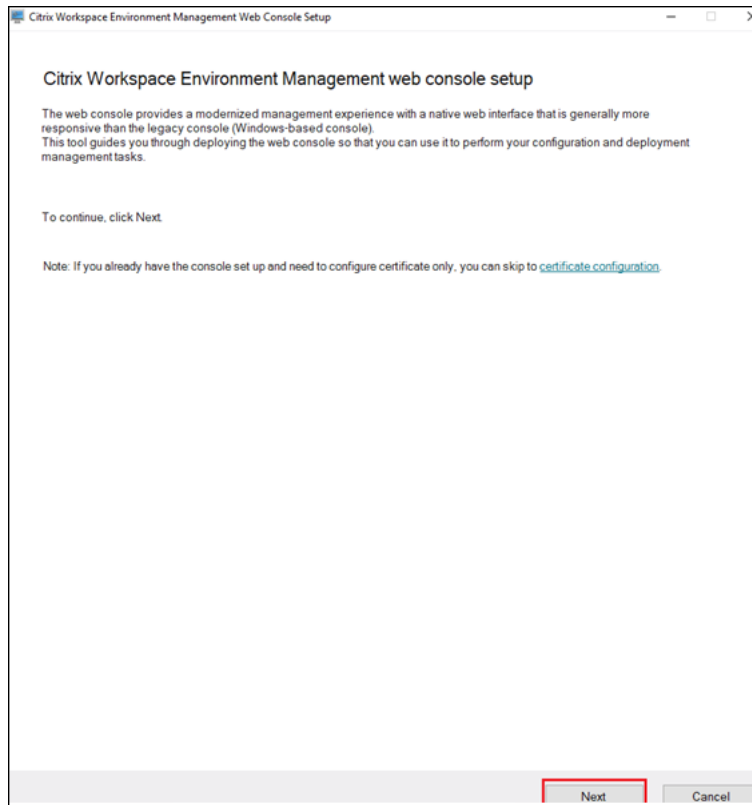 Citrix Workspace Environment Management Web Console Setup
Citrix Workspace Environment Management web console setup
The web console provides a modernized management experience with a native web interface that is generally more
responsive than the legacy console (Windows-based console).
This tool guides you through deploying the web console so that you can use it to perform your configuration and deployment
management tasks.
To continue, click Next.
Note: If you already have the console set up and need to configure certificate only, you can skip to certificate configuration.
Next
Cancel